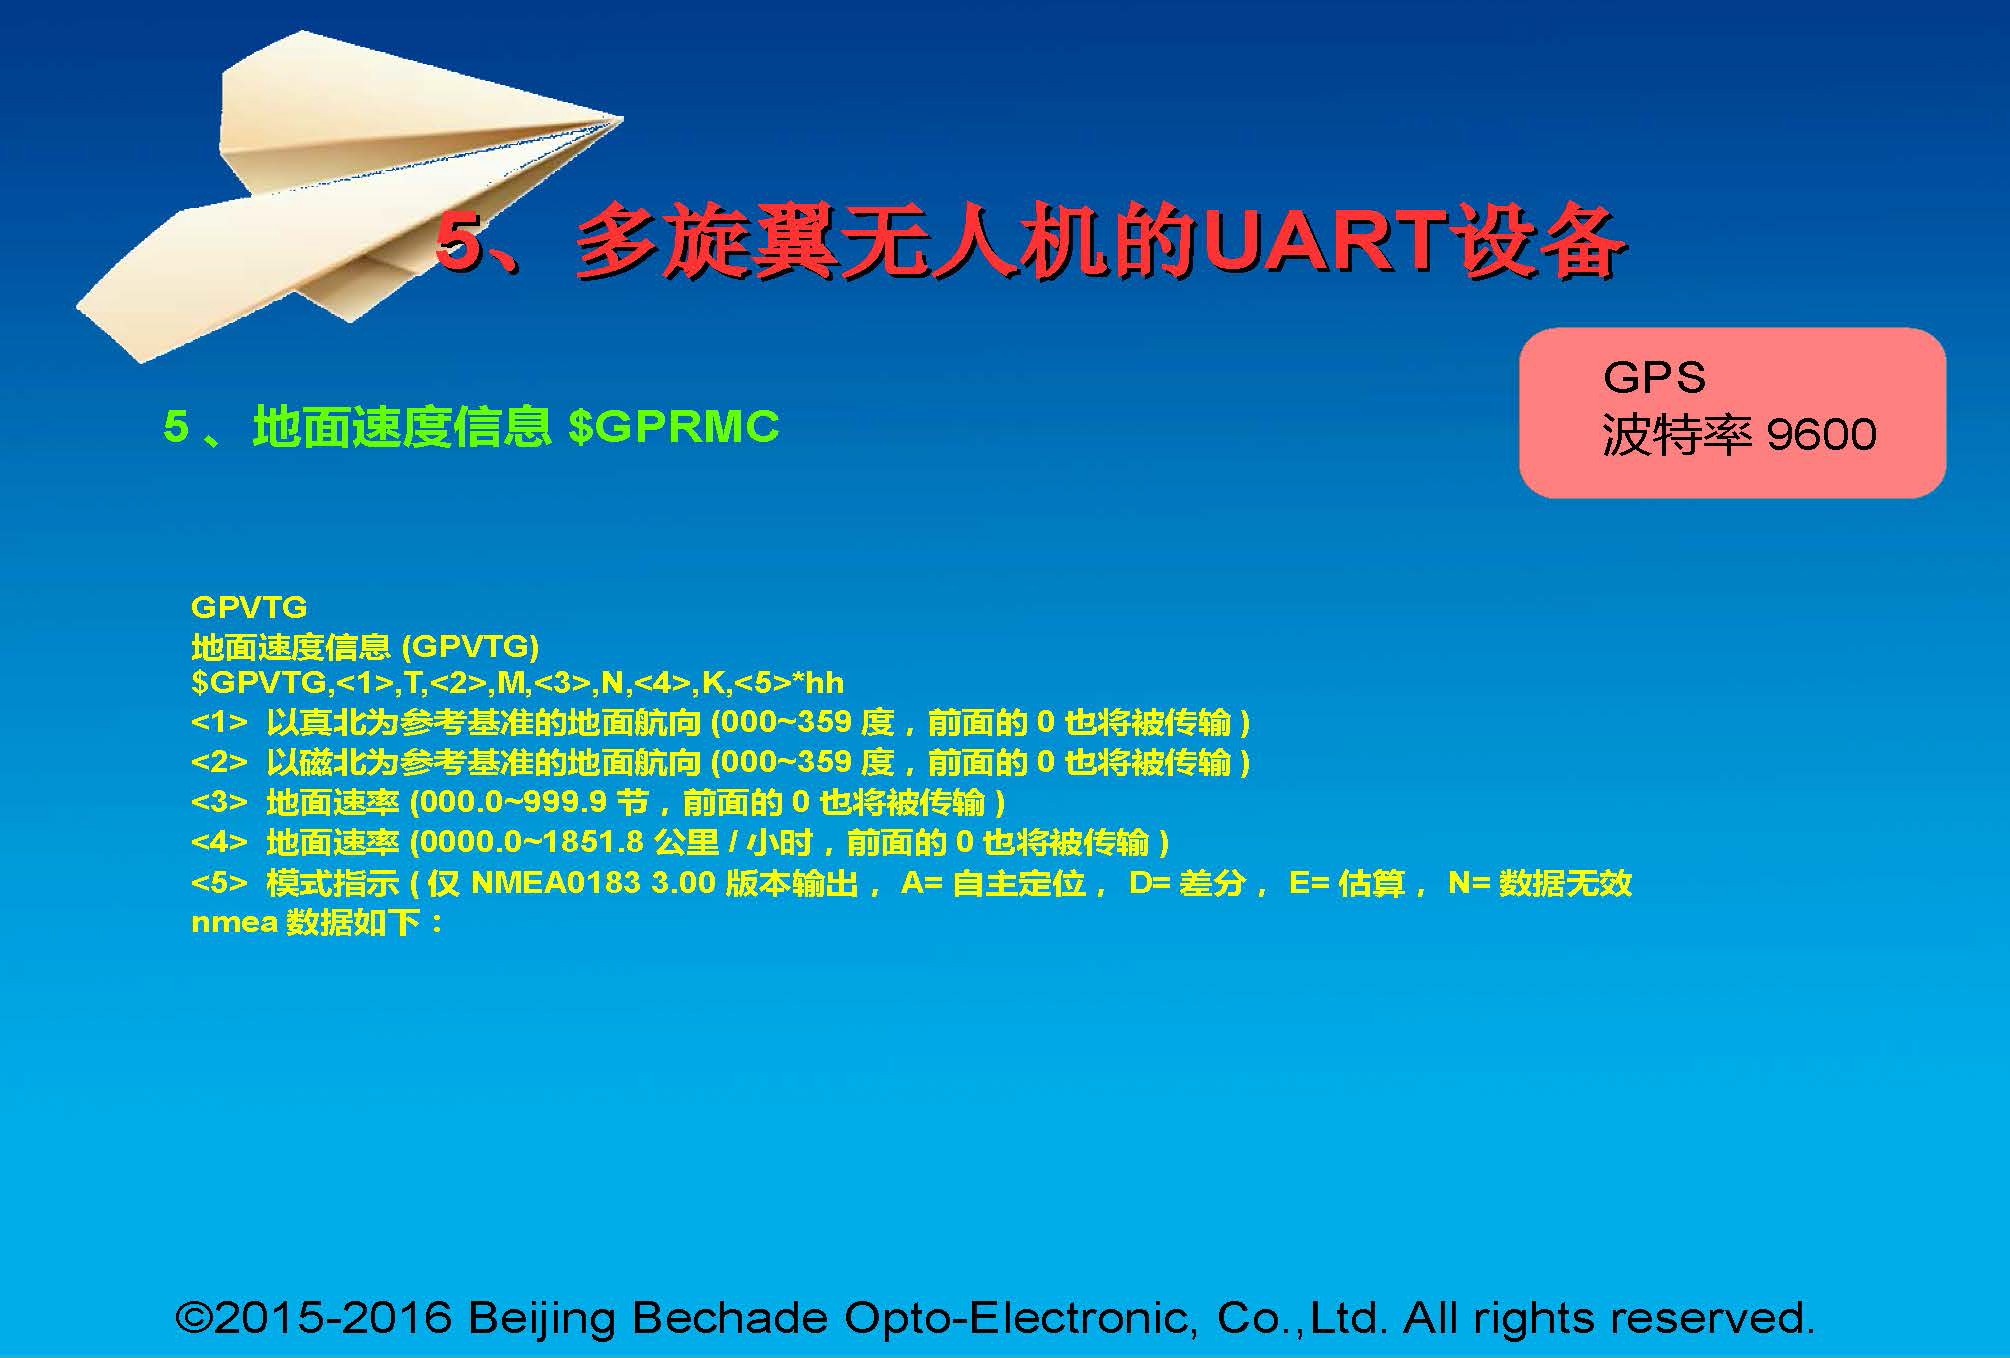 5、多旋翼无人机的UART设备
GPS
波特率 9600
5 、地面速度信息 $GPRMC
GPVTG
地面速度信息 (GPVTG)
$GPVTG,<1>,T,<2>,M,<3>,N,<4>,K,<5>*hh
<1> 以真北为参考基准的地面航向 (000~359 度，前面的 0 也将被传输 )
<2> 以磁北为参考基准的地面航向 (000~359 度，前面的 0 也将被传输 )
<3> 地面速率 (000.0~999.9 节，前面的 0 也将被传输 )
<4> 地面速率 (0000.0~1851.8 公里 / 小时，前面的 0 也将被传输 )
<5> 模式指示 ( 仅 NMEA0183 3.00 版本输出， A= 自主定位， D= 差分， E= 估算， N= 数据无效
nmea 数据如下：
©2015-2016 Beijing Bechade Opto-Electronic, Co.,Ltd. All rights reserved.